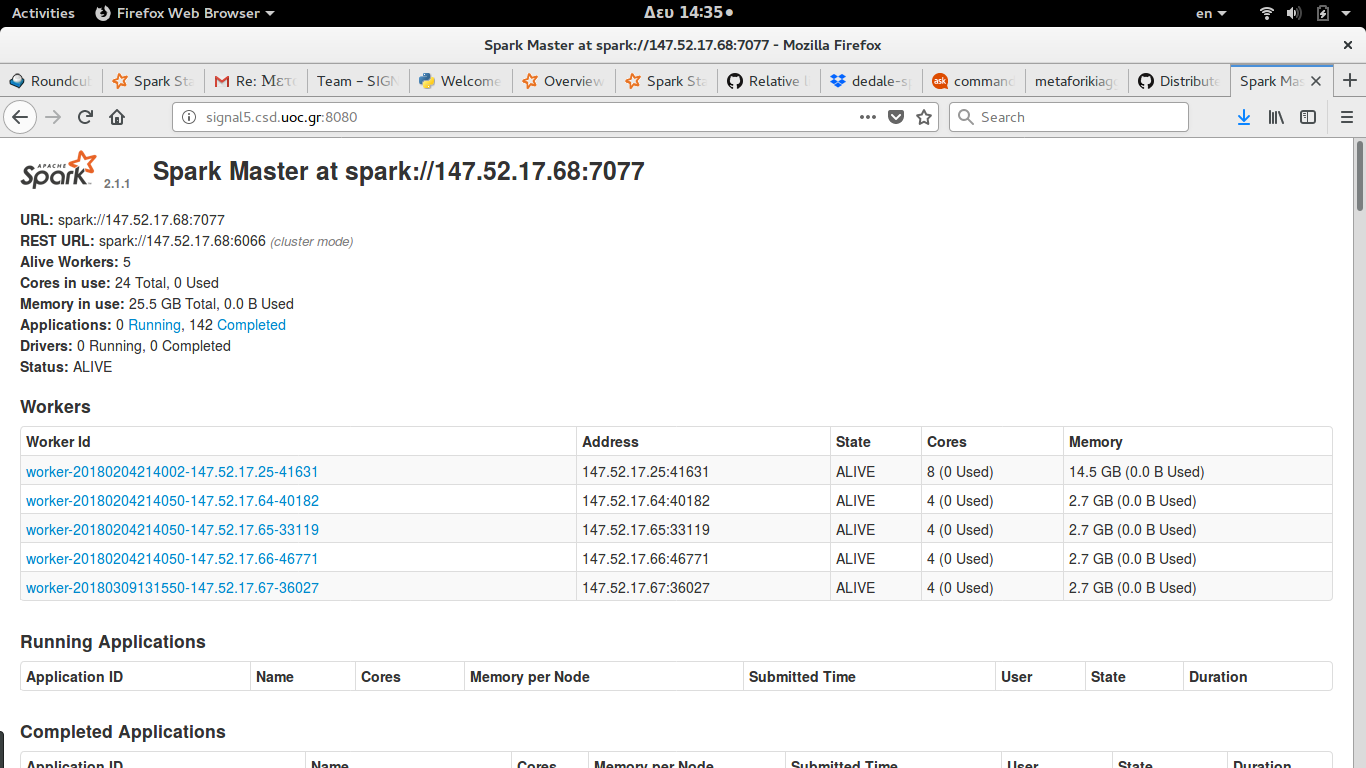 Activities Firefox Web Browser Δευ 14:35 en
Spark Master at spark://147.52.17.68:7077 - Mozilla Firefox
Roundcu Spark Sta Re: Μετα Team – SIGN Welcome Overview Spark Sta Relative l dedale-sp command metaforikiagg Distribute Spark Mas
signal5.csd.uoc.gr:8080 Search
APACHE Spark 2.1.1 Spark Master at spark://147.52.17.68:7077
URL: spark://147.52.17.68:7077
REST URL: spark://147.52.17.68:6066 (cluster mode)
Alive Workers: 5
Cores in use: 24 Total, 0 Used
Memory in use: 25.5 GB Total, 0.0 B Used
Applications: 0 Running, 142 Completed
Drivers: 0 Running, 0 Completed
Status: ALIVE
Workers
Worker Id Address State Cores Memory
worker-20180204214002-147.52.17.25-41631 147.52.17.25:41631 ALIVE 8 (0 Used) 14.5 GB (0.0 B Used)
worker-20180204214050-147.52.17.64-40182 147.52.17.64:40182 ALIVE 4 (0 Used) 2.7 GB (0.0 B Used)
worker-20180204214050-147.52.17.65-33119 147.52.17.65:33119 ALIVE 4 (0 Used) 2.7 GB (0.0 B Used)
worker-20180204214050-147.52.17.66-46771 147.52.17.66:46771 ALIVE 4 (0 Used) 2.7 GB (0.0 B Used)
worker-20180309131550-147.52.17.67-36027 147.52.17.67:36027 ALIVE 4 (0 Used) 2.7 GB (0.0 B Used)
Running Applications
Application ID Name Cores Memory per Node Submitted Time User State Duration
Completed Applications
Application ID Name Cores Memory per Node Submitted Time User State Duration